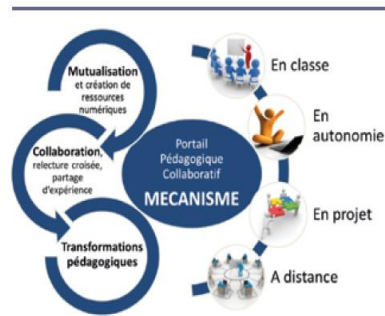 Mutualisation
et création de
ressources
numériques
Collaboration,
relecture croisée,
partage
d'expérience
Transformations
pédagogiques
Portail
Pédagogique
Collaboratif
MECANISME
En classe
En
autonomie
En projet
A distance